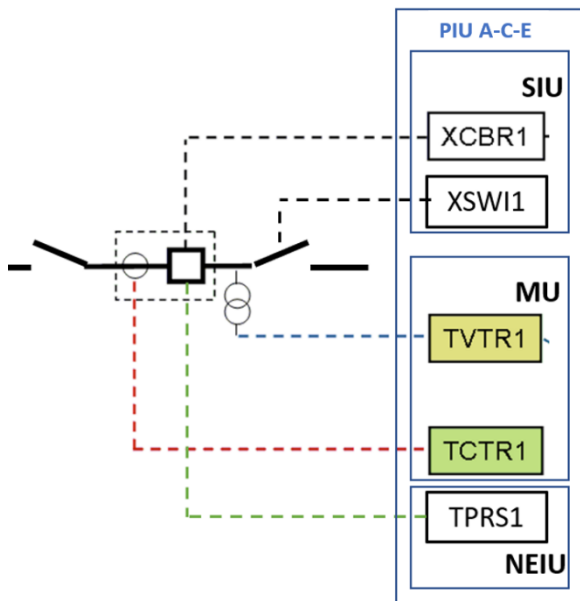 PIU A-C-E
SIU
XCBR1
XSWI1
MU
TVTR1
TCTR1
TPRS1
NEIU